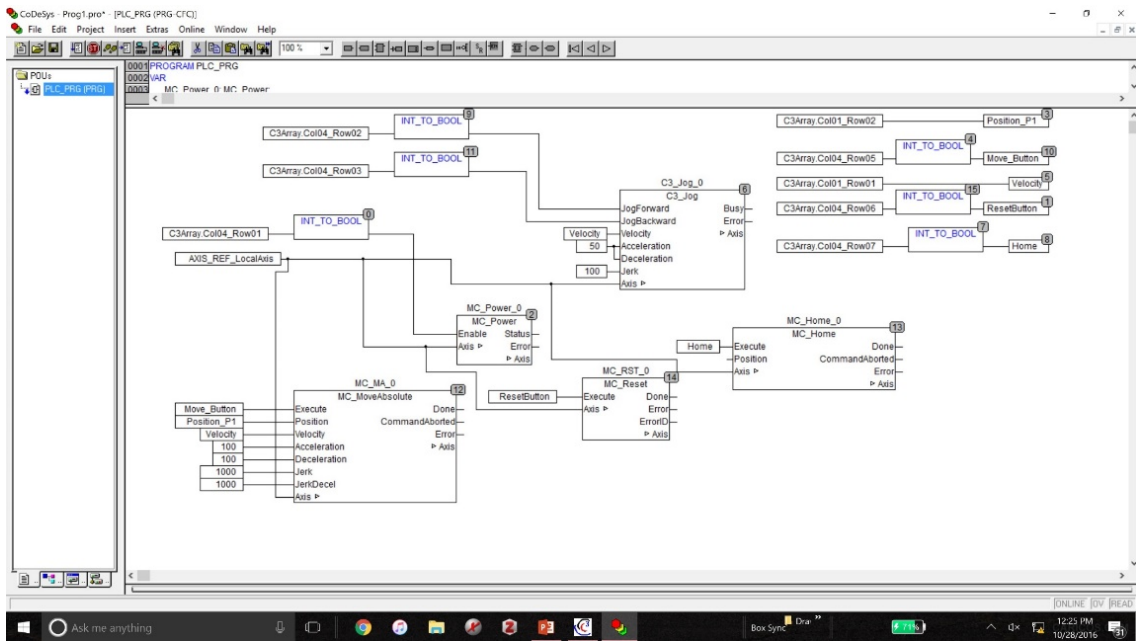 CoDeSys - Prog1.pro* - [PLC_PRG (PRG-CFC)]
File Edit Project Insert Extras Online Window Help
100 %
POUs
PLC_PRG (PRG)
0001 PROGRAM PLC_PRG
0002 VAR
0003 MC_Power_0: MC_Power;
C3Array.Col04_Row02
INT_TO_BOOL
9
C3Array.Col04_Row03
INT_TO_BOOL
11
C3Array.Col04_Row01
INT_TO_BOOL
0
AXIS_REF_LocalAxis
C3_Jog_0
C3_Jog
6
JogForward Busy
JogBackward Error
Velocity Velocity Axis
50 Acceleration
Deceleration
100 Jerk
Axis
C3Array.Col01_Row02
Position_P1
3
C3Array.Col04_Row05
INT_TO_BOOL
4
Move_Button
10
C3Array.Col01_Row01
Velocity
5
C3Array.Col04_Row06
INT_TO_BOOL
15
ResetButton
1
C3Array.Col04_Row07
INT_TO_BOOL
7
Home
8
MC_Power_0
MC_Power
2
Enable Status
Axis Error
Axis
MC_Home_0
MC_Home
13
Home Execute Done
Position CommandAborted
Axis Error
Axis
MC_RST_0
MC_Reset
14
ResetButton Execute Done
Axis Error
ErrorID
Axis
MC_MA_0
MC_MoveAbsolute
12
Move_Button Execute Done
Position_P1 Position CommandAborted
Velocity Velocity Error
100 Acceleration Axis
100 Deceleration
1000 Jerk
1000 JerkDecel
Axis
ONLINE OV READ
Ask me anything
Box Sync
71%
12:25 PM
10/28/2016
31